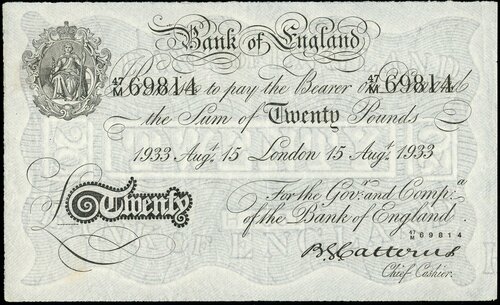 Bank of England
47/M 69814 Promise to pay the Bearer on Demand 47/M 69814
the Sum of Twenty Pounds
1933 Augt. 15 London 15 Augt. 1933
£Twenty
For the Govr. and Compa.
of the Bank of England.
47/M 69814
B.G. Catterns
Chief Cashier.